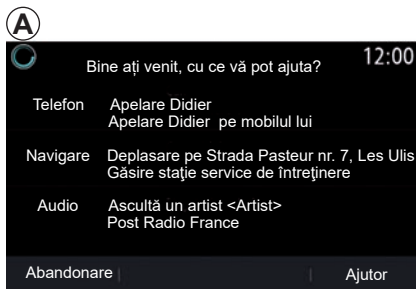 A
Bine ați venit, cu ce vă pot ajuta? 12:00
Telefon Apelare Didier
Apelare Didier pe mobilul lui
Navigare Deplasare pe Strada Pasteur nr. 7, Les Ulis
Găsire staţie service de întreţinere
Audio Ascultă un artist <Artist>
Post Radio France
Abandonare Ajutor